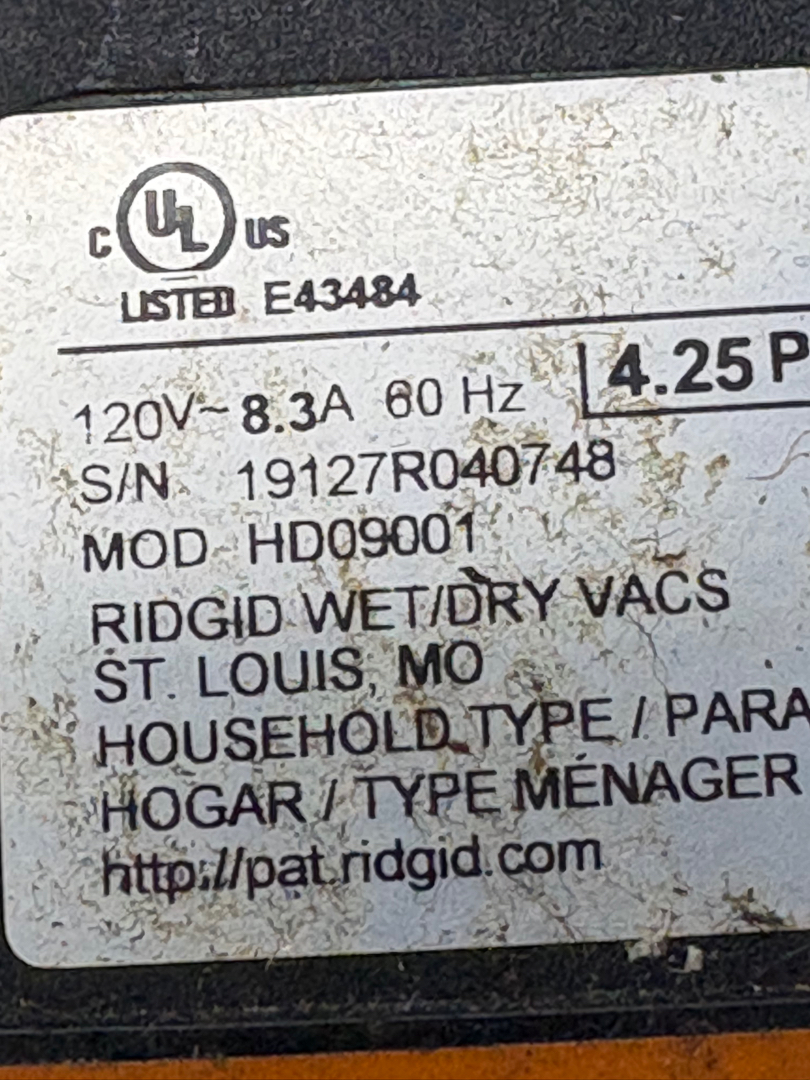 C UL US
LISTED E43484
120V~ 8.3A 60 Hz 4.25 P
S/N 19127R040748
MOD HD09001
RIDGID WET/DRY VACS
ST. LOUIS, MO
HOUSEHOLD TYPE / PARA
HOGAR / TYPE MÉNAGER
http://pat.ridgid.com